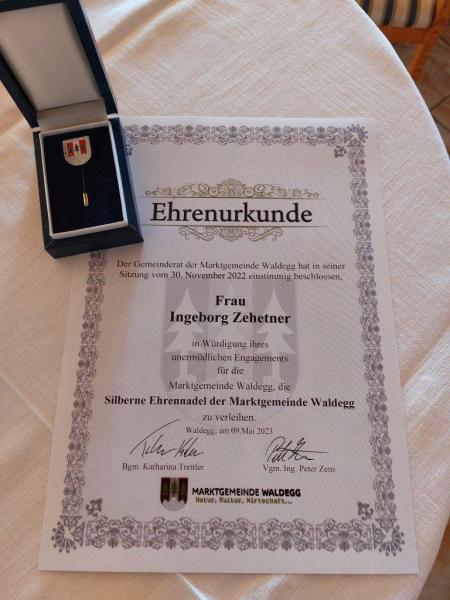 Ehrenurkunde
Der Gemeinderat der Marktgemeinde Waldegg hat in seiner
Sitzung vom 30. November 2022 einstimmig beschlossen,
Frau
Ingeborg Zehetner
in Würdigung ihres
unermüdlichen Engagements
für die
Marktgemeinde Waldegg, die
Silberne Ehrennadel der Marktgemeinde Waldegg
zu verleihen.
Waldegg, am 09.Mai 2023
Bgm. Katharina Trettler
Vgm. Ing. Peter Zens
MARKTGEMEINDE WALDEGG
Natur, Kultur, Wirtschaft...